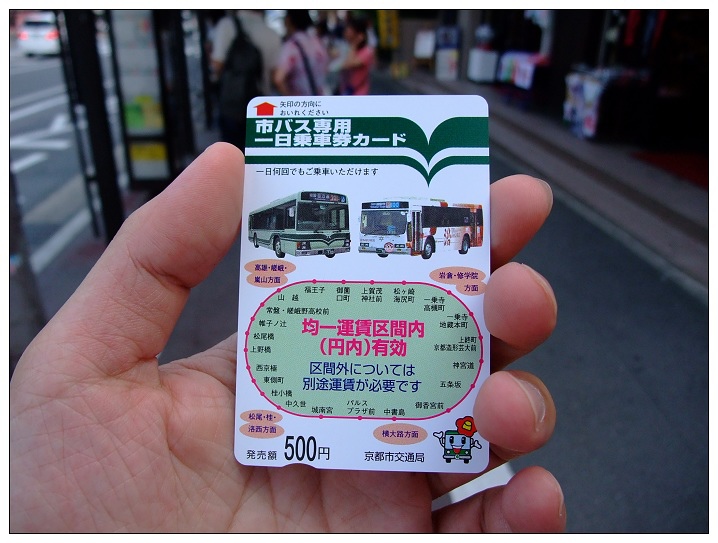 矢印の方向に
おいれください
市バス専用
一日乗車券カード
一日何回でもご乗車いただけます
高雄・嵯峨・
嵐山方面
岩倉・修学院
方面
福王子
御薗
口町
上賀茂
神社前
松ヶ崎
海尻町
山越
一乗寺
高槻町
常盤・嵯峨野高校前
一乗寺
地蔵本町
帷子ノ辻
上終町
京都造形芸大前
松尾橋
上野橋
神宮道
西京極
五条坂
東側町
桂小橋
御香宮前
中久世
城南宮
パルス
プラザ前
中書島
均一運賃区間内
(円内)有効
区間外については
別途運賃が必要です
松尾・桂・
洛西方面
横大路方面
発売額 500円
京都市交通局